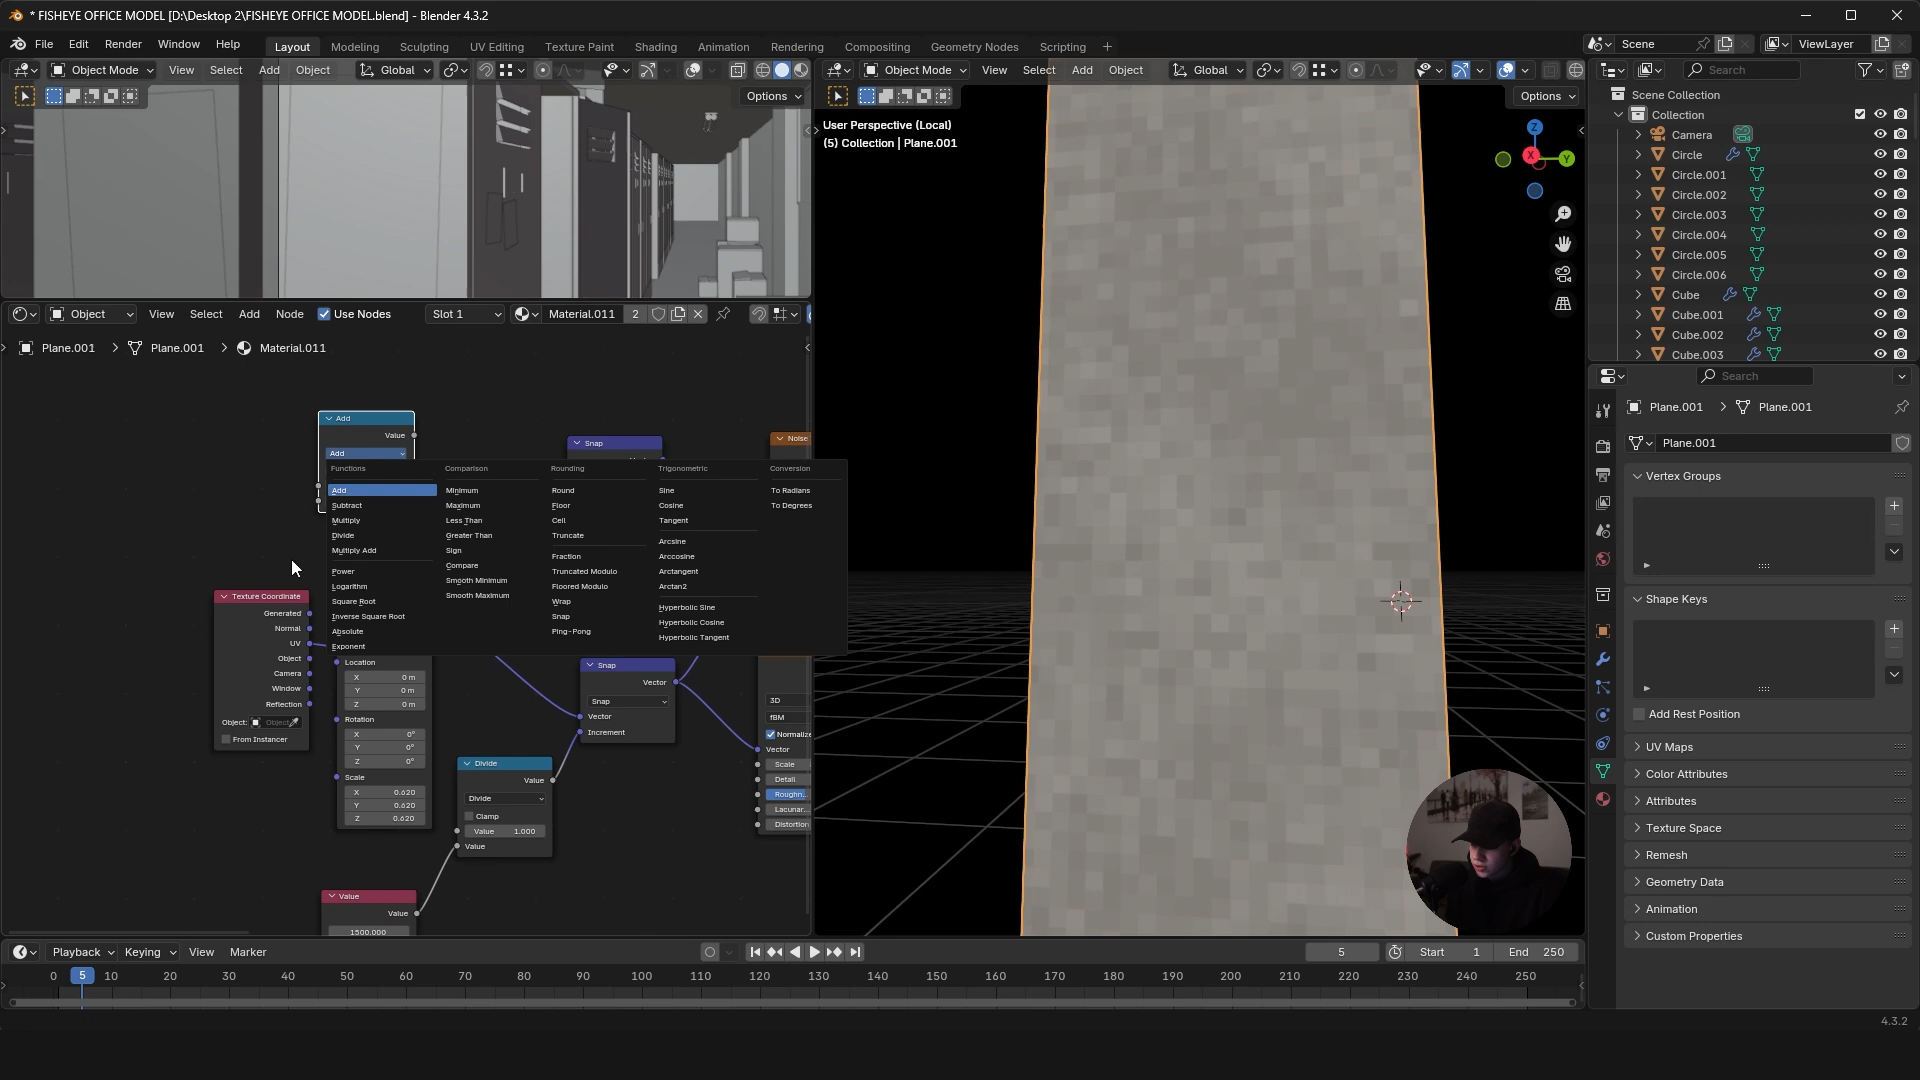 * FISHEYE OFFICE MODEL [D:\Desktop 2\FISHEYE OFFICE MODEL.blend] - Blender 4.3.2
File Edit Render Window Help
Layout Modeling Sculpting UV Editing Texture Paint Shading Animation Rendering Compositing Geometry Nodes Scripting +
Scene
ViewLayer
Object Mode View Select Add Object Global
Options
Object Mode View Select Add Object Global
Options
User Perspective (Local)
(5) Collection | Plane.001
Z
X
Y
Object View Select Add Node Use Nodes Slot 1 Material.011 2
Plane.001 > Plane.001 > Material.011
Add
Value
Add
Snap
Noise
Functions
Add
Subtract
Multiply
Divide
Multiply Add
Power
Logarithm
Square Root
Inverse Square Root
Absolute
Exponent
Comparison
Minimum
Maximum
Less Than
Greater Than
Sign
Compare
Smooth Minimum
Smooth Maximum
Rounding
Round
Floor
Ceil
Truncate
Fraction
Truncated Modulo
Floored Modulo
Wrap
Snap
Ping-Pong
Trigonometric
Sine
Cosine
Tangent
Arcsine
Arccosine
Arctangent
Arctan2
Hyperbolic Sine
Hyperbolic Cosine
Hyperbolic Tangent
Conversion
To Radians
To Degrees
Texture Coordinate
Generated
Normal
UV
Object
Camera
Window
Reflection
Object: Object
From Instancer
Location
X 0 m
Y 0 m
Z 0 m
Rotation
X 0°
Y 0°
Z 0°
Scale
X 0.620
Y 0.620
Z 0.620
Snap
Vector
Snap
Vector
Increment
Divide
Value
Divide
Clamp
Value 1.000
Value
Value
Value
1500.000
3D
fBM
Normalize
Vector
Scale
Detail
Roughn...
Lacunar...
Distortion
Search
Scene Collection
Collection
Camera
Circle
Circle.001
Circle.002
Circle.003
Circle.004
Circle.005
Circle.006
Cube
Cube.001
Cube.002
Cube.003
Search
Plane.001 > Plane.001
Plane.001
Vertex Groups
Shape Keys
Add Rest Position
UV Maps
Color Attributes
Attributes
Texture Space
Remesh
Geometry Data
Animation
Custom Properties
Playback Keying View Marker
5
Start 1
End 250
0 5 10 20 30 40 50 60 70 80 90 100 110 120 130 140 150 160 170 180 190 200 210 220 230 240 250
4.3.2